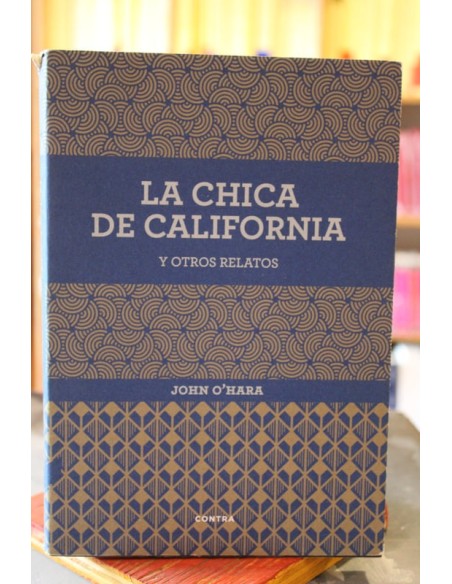 LA CHICA
DE CALIFORNIA
Y OTROS RELATOS
JOHN O'HARA
CONTRA